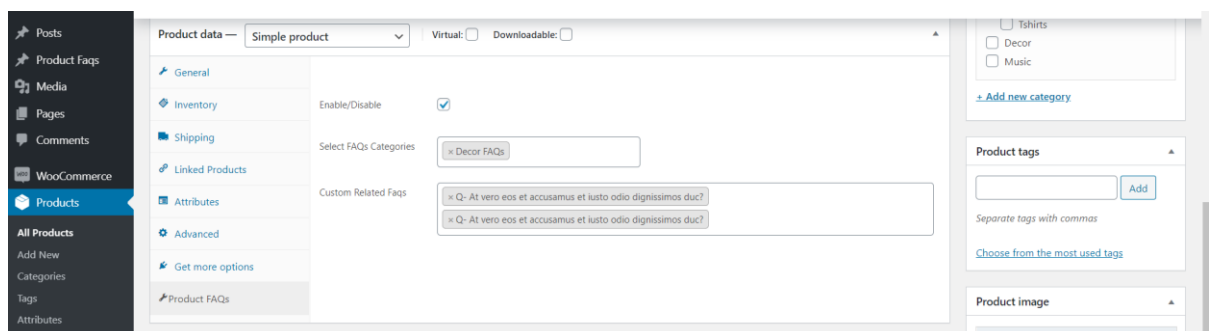 Posts
Product Faqs
Media
Pages
Comments
WooCommerce
Products
All Products
Add New
Categories
Tags
Attributes
Product data — Simple product Virtual: Downloadable:
General
Inventory
Shipping
Linked Products
Attributes
Advanced
Get more options
Product FAQs
Enable/Disable
Select FAQs Categories
× Decor FAQs
Custom Related Faqs
× Q- At vero eos et accusamus et iusto odio dignissimos duc?
× Q- At vero eos et accusamus et iusto odio dignissimos duc?
Tshirts
Decor
Music
+ Add new category
Product tags
Add
Separate tags with commas
Choose from the most used tags
Product image